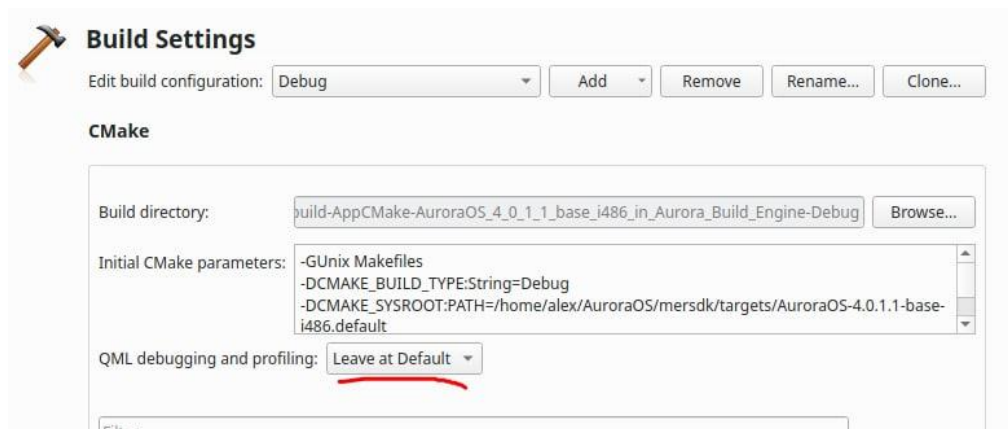 Build Settings
Edit build configuration: Debug Add Remove Rename... Clone...
CMake
Build directory: build-AppCMake-AuroraOS_4_0_1_1_base_i486_in_Aurora_Build_Engine-Debug Browse...
Initial CMake parameters: -GUnix Makefiles
-DCMAKE_BUILD_TYPE:String=Debug
-DCMAKE_SYSROOT:PATH=/home/alex/AuroraOS/mersdk/targets/AuroraOS-4.0.1.1-base-
i486.default
QML debugging and profiling: Leave at Default